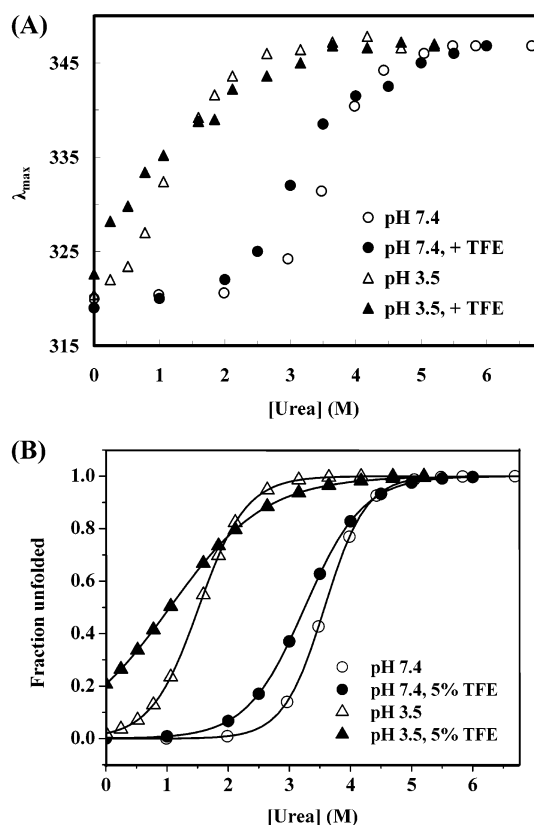 (A)
345
335
325
315
λmax
0 1 2 3 4 5 6
[Urea] (M)
○ pH 7.4
● pH 7.4, + TFE
△ pH 3.5
▲ pH 3.5, + TFE
(B)
1.0
0.8
0.6
0.4
0.2
0.0
Fraction unfolded
0 1 2 3 4 5 6
[Urea] (M)
○ pH 7.4
● pH 7.4, 5% TFE
△ pH 3.5
▲ pH 3.5, 5% TFE